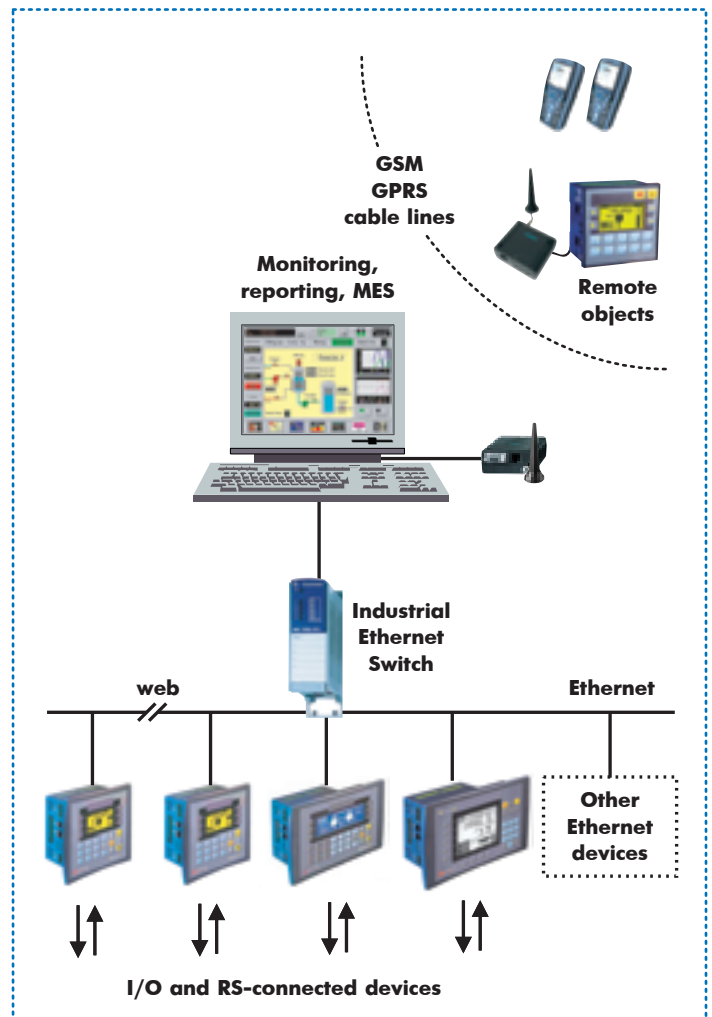 GSM
GPRS
cable lines
Monitoring,
reporting, MES
Remote
objects
Industrial
Ethernet
Switch
web
Ethernet
Other
Ethernet
devices
I/O and RS-connected devices